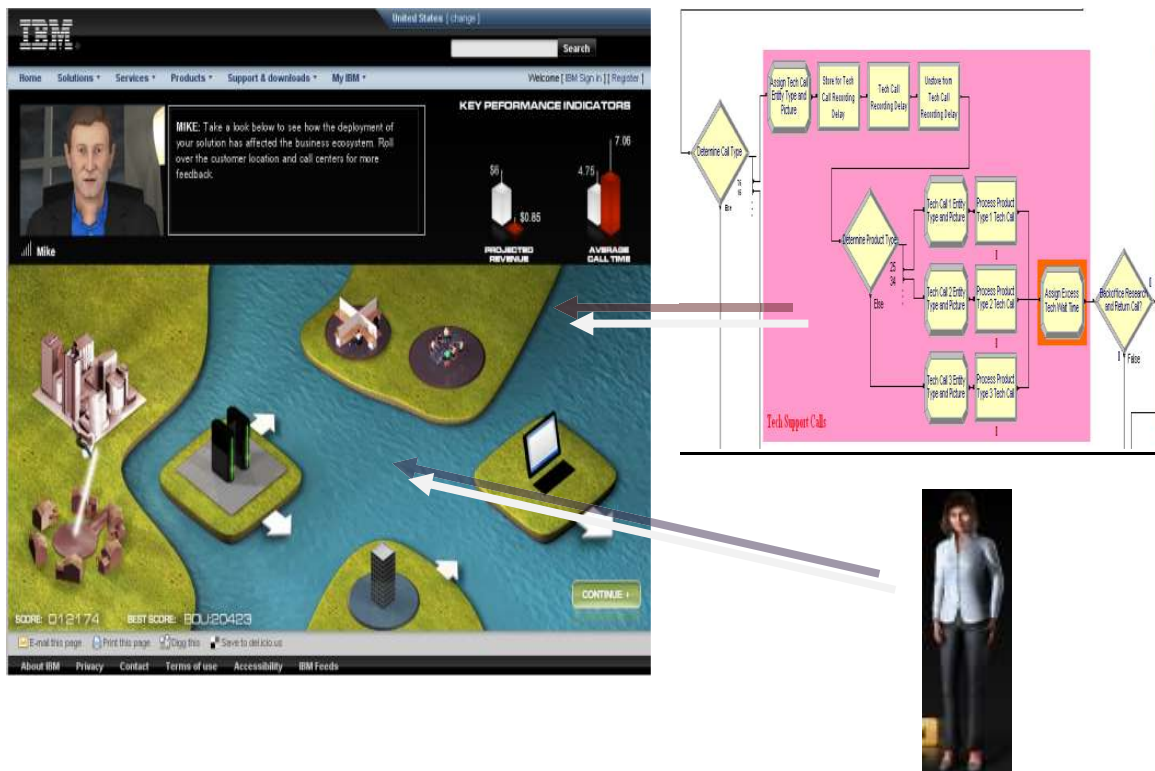 United States [ change ]
IBM
Search
Home Solutions Services Products Support & downloads My IBM Welcome [ IBM Sign in ] [ Register ]
KEY PEFORMANCE INDICATORS
MIKE: Take a look below to see how the deployment of
your solution has affected the business ecosystem. Roll
over the customer location and call centers for more
feedback.
7.06
$6
4.75
$0.85
PROJECTED
REVENUE
AVERAGE
CALL TIME
Mike
CONTINUE
SCORE: 012174 BEST SCORE: BOU:20423
E-mail this page Print this page Digg this Save to del.icio.us
About IBM Privacy Contact Terms of use Accessibility IBM Feeds
Determine Call Type
Else
Assign Tech Call
Entity Type and
Picture
Store for Tech
Call Recording
Delay
Tech Call
Recording Delay
Unstore from
Tech Call
Recording Delay
Determine Product Type
25
34
Else
Tech Call 1 Entity
Type and Picture
Process Product
Type 1 Tech Call
Tech Call 2 Entity
Type and Picture
Process Product
Type 2 Tech Call
Tech Call 3 Entity
Type and Picture
Process Product
Type 3 Tech Call
Assign Excess
Tech Wait Time
Backoffice Research
and Return Call?
False
Tech Support Calls